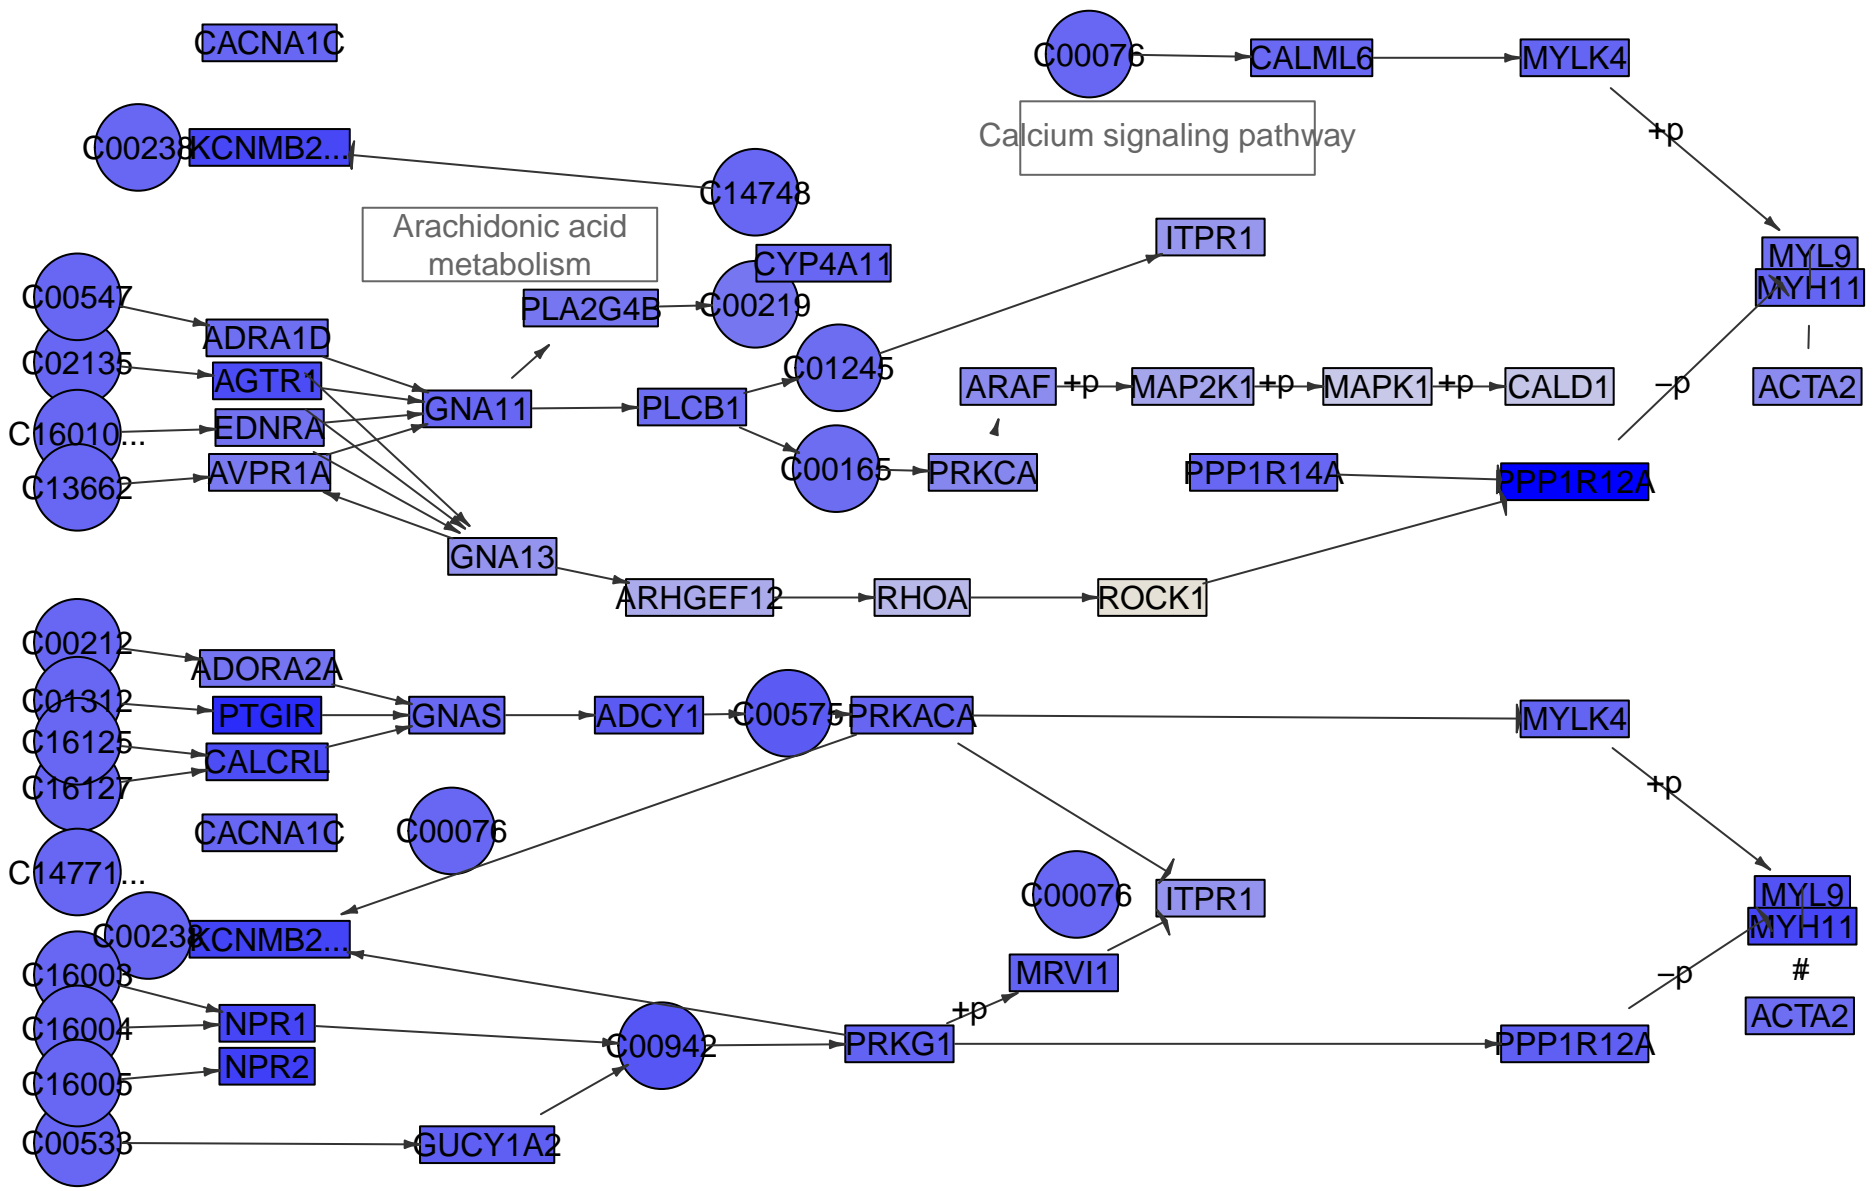 CACNA1C
C00076
CALML6
MYLK4
C00238
KCNMB2...
Calcium signaling pathway
+p
C14748
Arachidonic acid
metabolism
ITPR1
MYL9
CYP4A11
MYH11
C00547
PLA2G4B
C00219
ADRA1D
C02135
C01245
AGTR1
ARAF
+p
MAP2K1
+p
MAPK1
+p
CALD1
–p
ACTA2
GNA11
PLCB1
C16010...
EDNRA
C00165
PRKCA
PPP1R14A
PPP1R12A
C13662
AVPR1A
GNA13
ARHGEF12
RHOA
ROCK1
C00212
ADORA2A
C01312
PTGIR
GNAS
ADCY1
C00575
PRKACA
MYLK4
C16125
CALCRL
C16127
+p
CACNA1C
C00076
C14771...
C00076
ITPR1
MYL9
C00238
KCNMB2...
MYH11
C16003
MRVI1
–p
#
+p
C16004
NPR1
ACTA2
C00942
PRKG1
PPP1R12A
NPR2
C16005
C00533
GUCY1A2